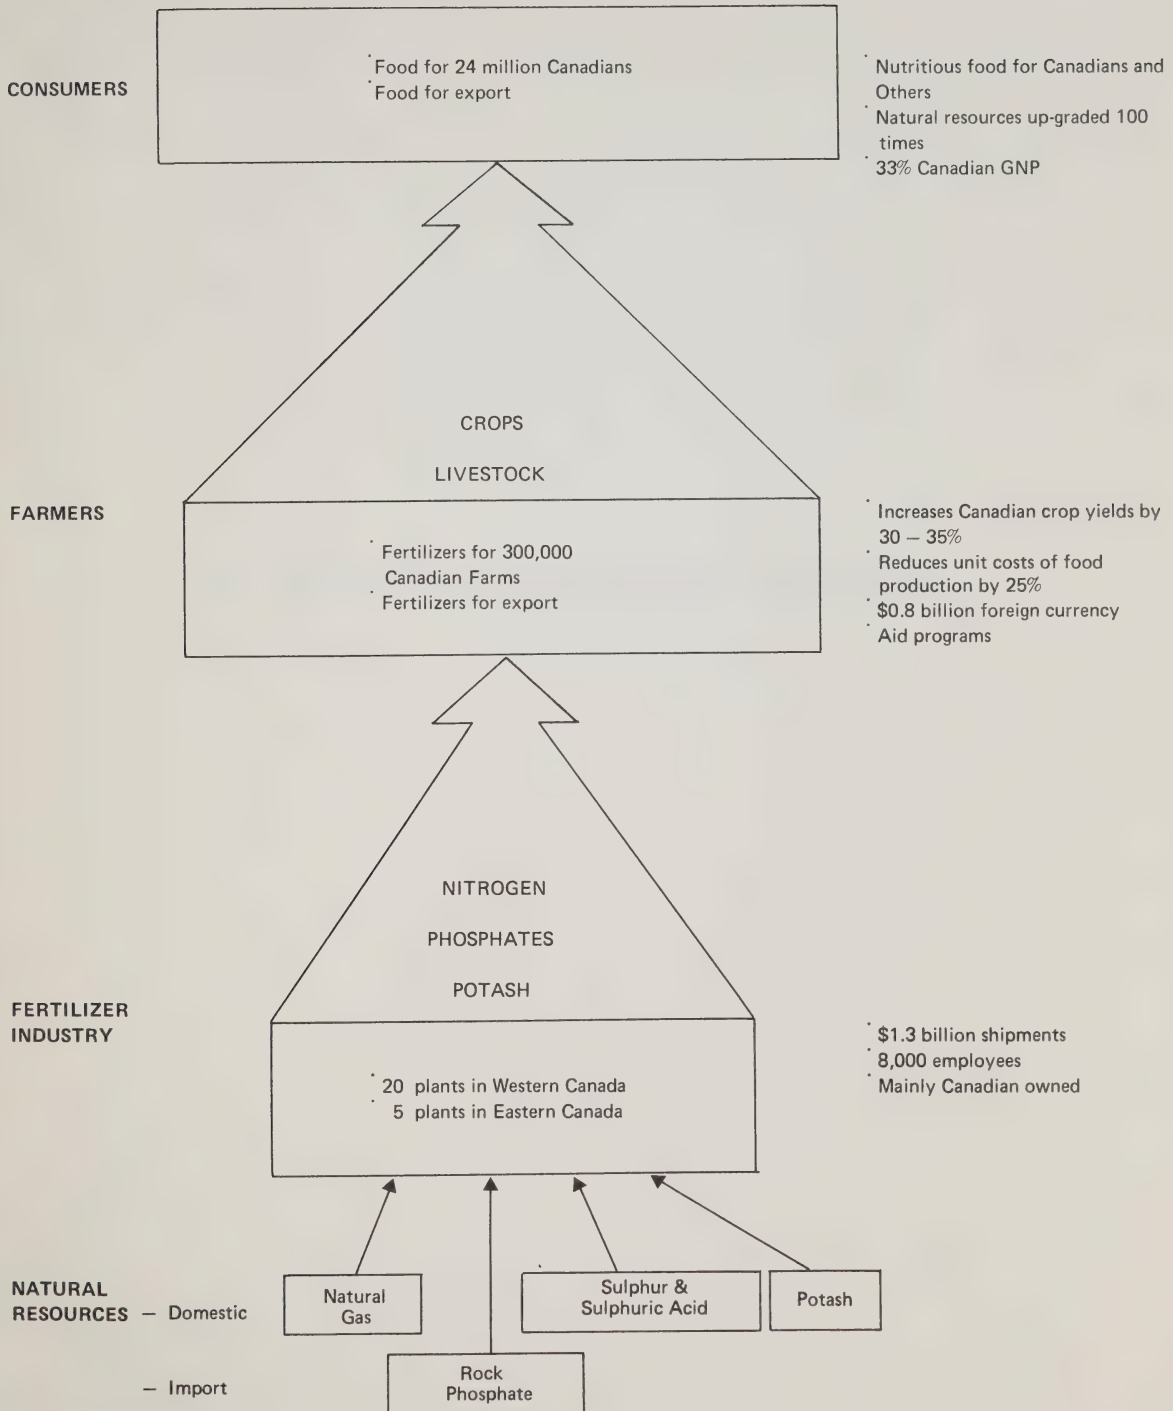 CONSUMERS
· Food for 24 million Canadians
· Food for export
· Nutritious food for Canadians and
Others
· Natural resources up-graded 100
times
· 33% Canadian GNP
CROPS
LIVESTOCK
FARMERS
· Fertilizers for 300,000
Canadian Farms
· Fertilizers for export
· Increases Canadian crop yields by
30 – 35%
· Reduces unit costs of food
production by 25%
· $0.8 billion foreign currency
· Aid programs
NITROGEN
PHOSPHATES
POTASH
FERTILIZER
INDUSTRY
· 20 plants in Western Canada
· 5 plants in Eastern Canada
· $1.3 billion shipments
· 8,000 employees
· Mainly Canadian owned
NATURAL
RESOURCES – Domestic
Natural
Gas
Sulphur &
Sulphuric Acid
Potash
– Import
Rock
Phosphate